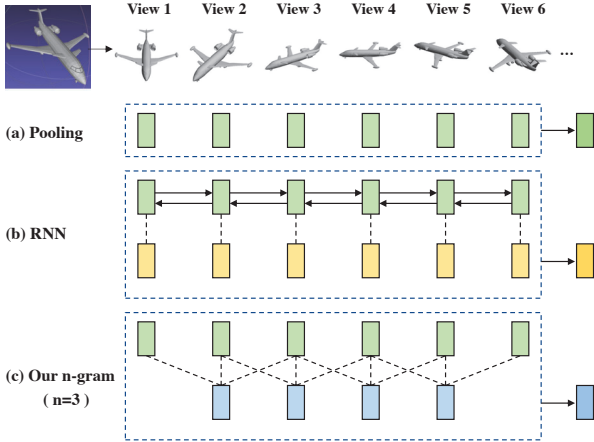 View 1 View 2 View 3 View 4 View 5 View 6
...
(a) Pooling
(b) RNN
(c) Our n-gram
( n=3 )